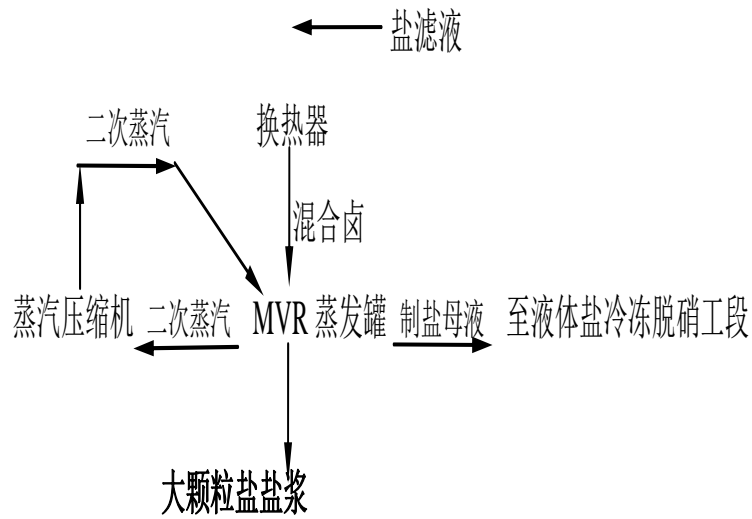 盐滤液
二次蒸汽
换热器
混合卤
蒸汽压缩机 二次蒸汽 MVR 蒸发罐 制盐母液 至液体盐冷冻脱硝工段
大颗粒盐盐浆